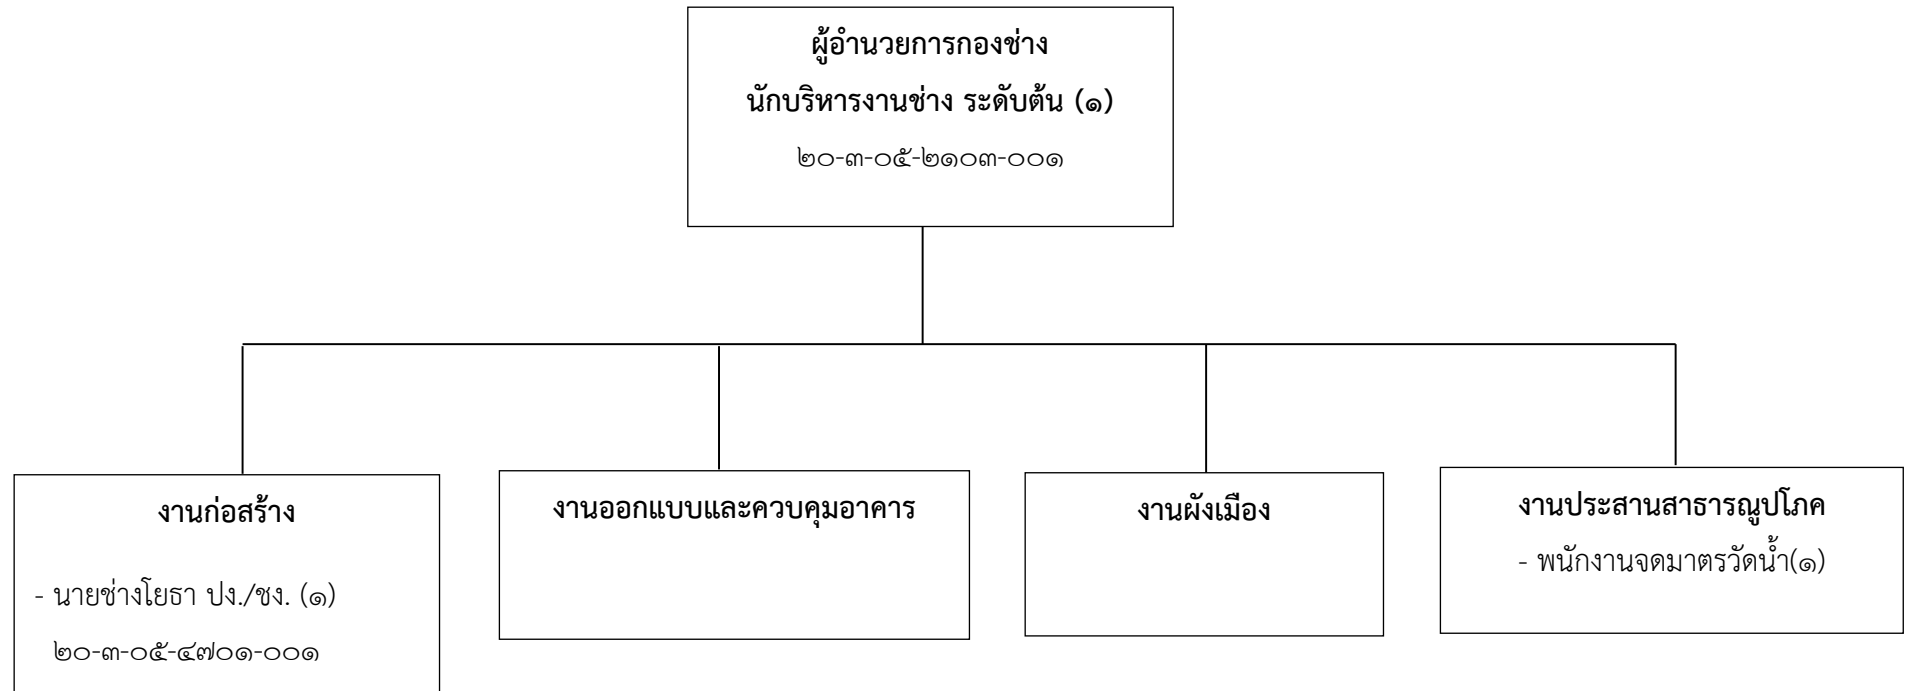 ผู้อำนวยการกองช่าง
นักบริหารงานช่าง ระดับต้น (๑)
๒๐-๓-๐๕-๒๑๐๓-๐๐๑
งานก่อสร้าง
- นายช่างโยธา ปง./ชง. (๑)
๒๐-๓-๐๕-๔๗๐๑-๐๐๑
งานออกแบบและควบคุมอาคาร
งานผังเมือง
งานประสานสาธารณูปโภค
- พนักงานจดมาตรวัดน้ำ(๑)